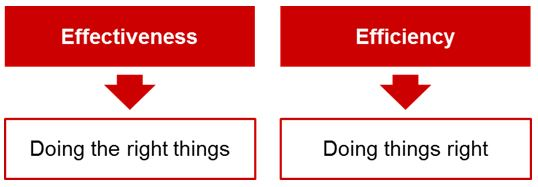 Effectiveness
Efficiency
Doing the right things
Doing things right